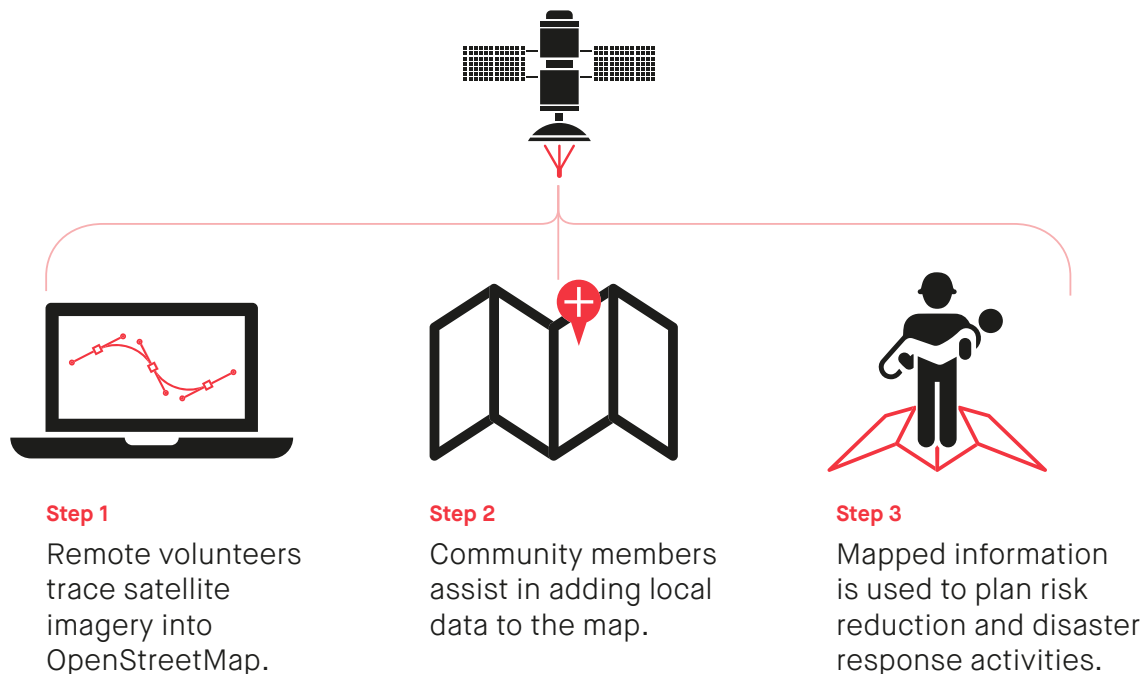 Step 1
Remote volunteers
trace satellite
imagery into
OpenStreetMap.
Step 2
Community members
assist in adding local
data to the map.
Step 3
Mapped information
is used to plan risk
reduction and disaster
response activities.